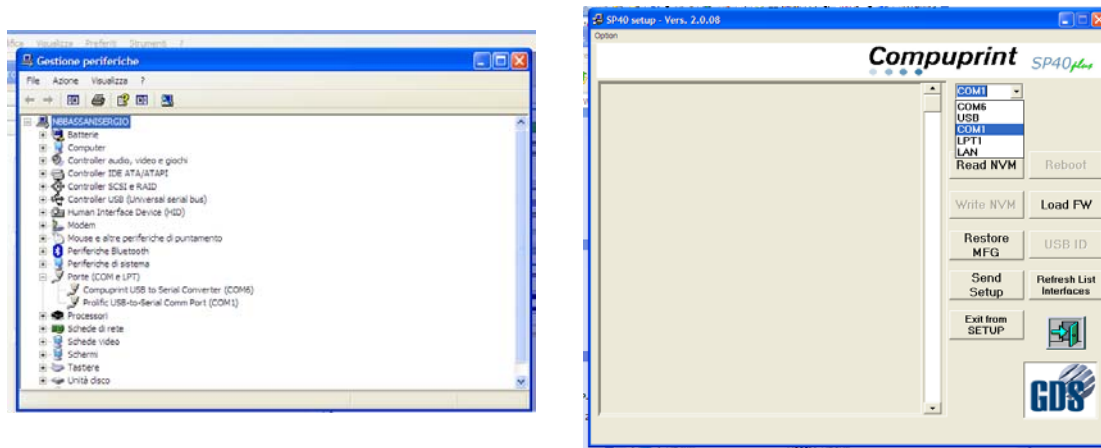 Visualizza Preferiti Strumenti ?
Gestione periferiche
File Azione Visualizza ?
NBBASSANISERGIO
Batterie
Computer
Controller audio, video e giochi
Controller IDE ATA/ATAPI
Controller SCSI e RAID
Controller USB (Universal serial bus)
Human Interface Device (HID)
Modem
Mouse e altre periferiche di puntamento
Periferiche Bluetooth
Periferiche di sistema
Porte (COM e LPT)
Compuprint USB to Serial Converter (COM6)
Prolific USB-to-Serial Comm Port (COM1)
Processori
Schede di rete
Schede video
Schermi
Tastiere
Unità disco
SP40 setup - Vers. 2.0.08
Option
Compuprint SP40plus
COM1
COM6
USB
COM1
LPT1
LAN
Read NVM
Reboot
Write NVM
Load FW
Restore
MFG
USB ID
Send
Setup
Refresh List
Interfaces
Exit from
SETUP
GDS